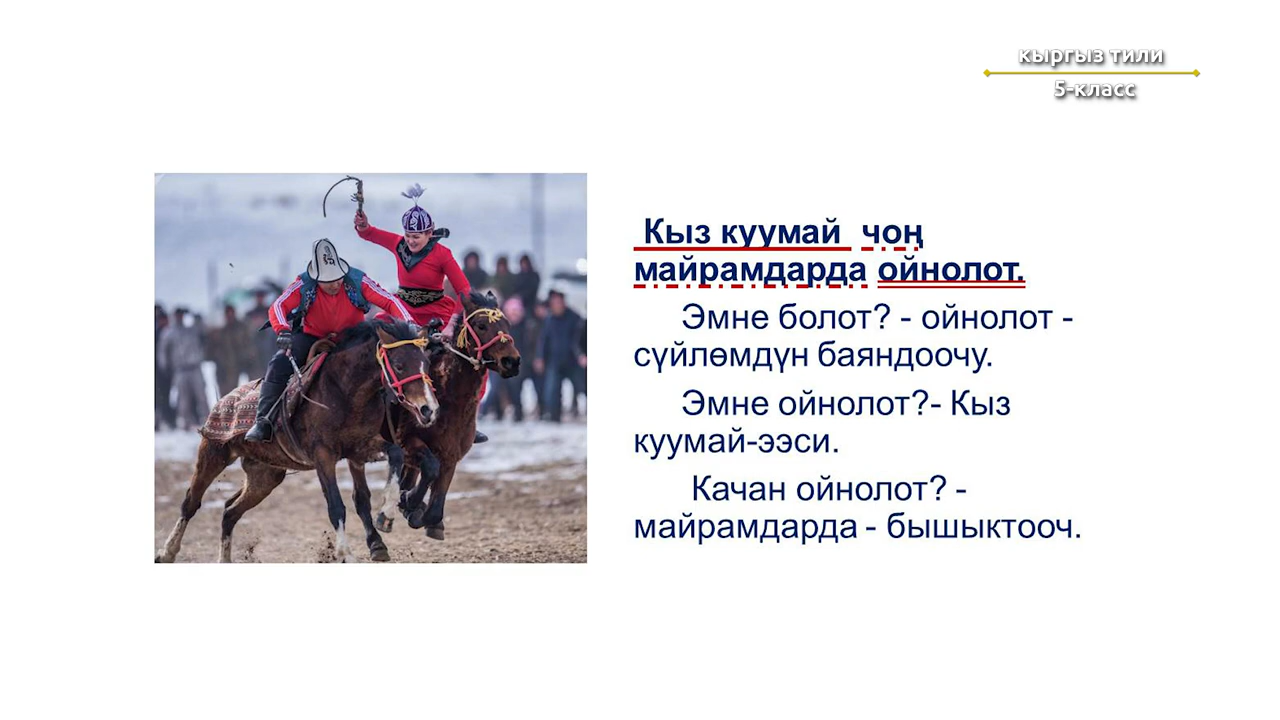 кыргыз тили
5-класс
Кыз куумай чоң
майрамдарда ойнолот.
Эмне болот? - ойнолот -
сүйлөмдүн баяндоочу.
Эмне ойнолот?- Кыз
куумай-ээси.
Качан ойнолот? -
майрамдарда - бышыктооч.